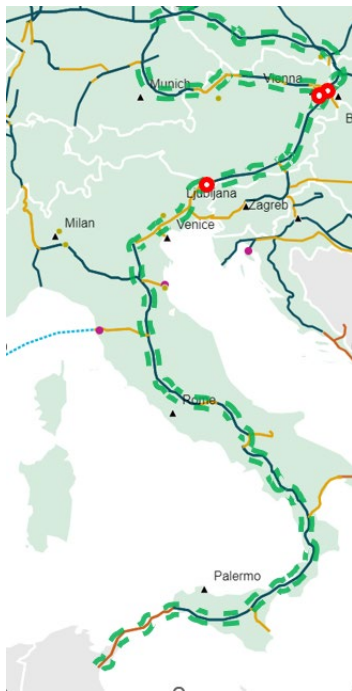 Munich
Vienna
B
Ljubljana
Zagreb
Milan
Venice
Rome
Palermo